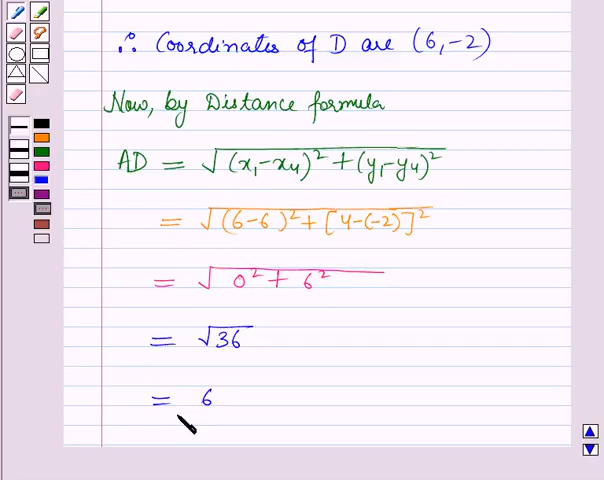 ∴ Coordinates of D are (6,-2)
Now, by Distance formula
AD = √(x₁-x₄)² + (y₁-y₄)²
= √(6-6)² + [4-(-2)]²
= √0² + 6²
= √36
= 6